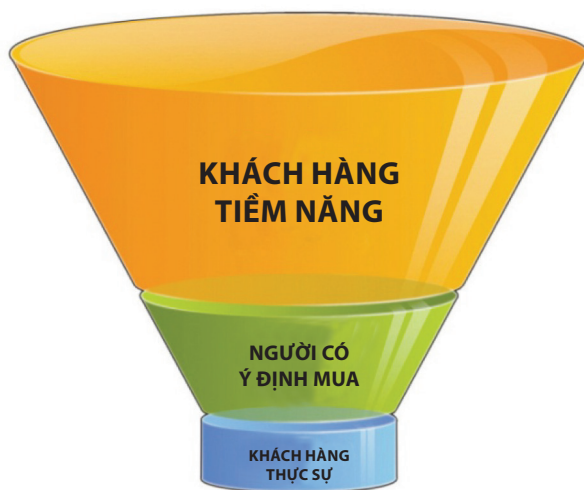 KHÁCH HÀNG
TIỀM NĂNG
NGƯỜI CÓ
Ý ĐỊNH MUA
KHÁCH HÀNG
THỰC SỰ